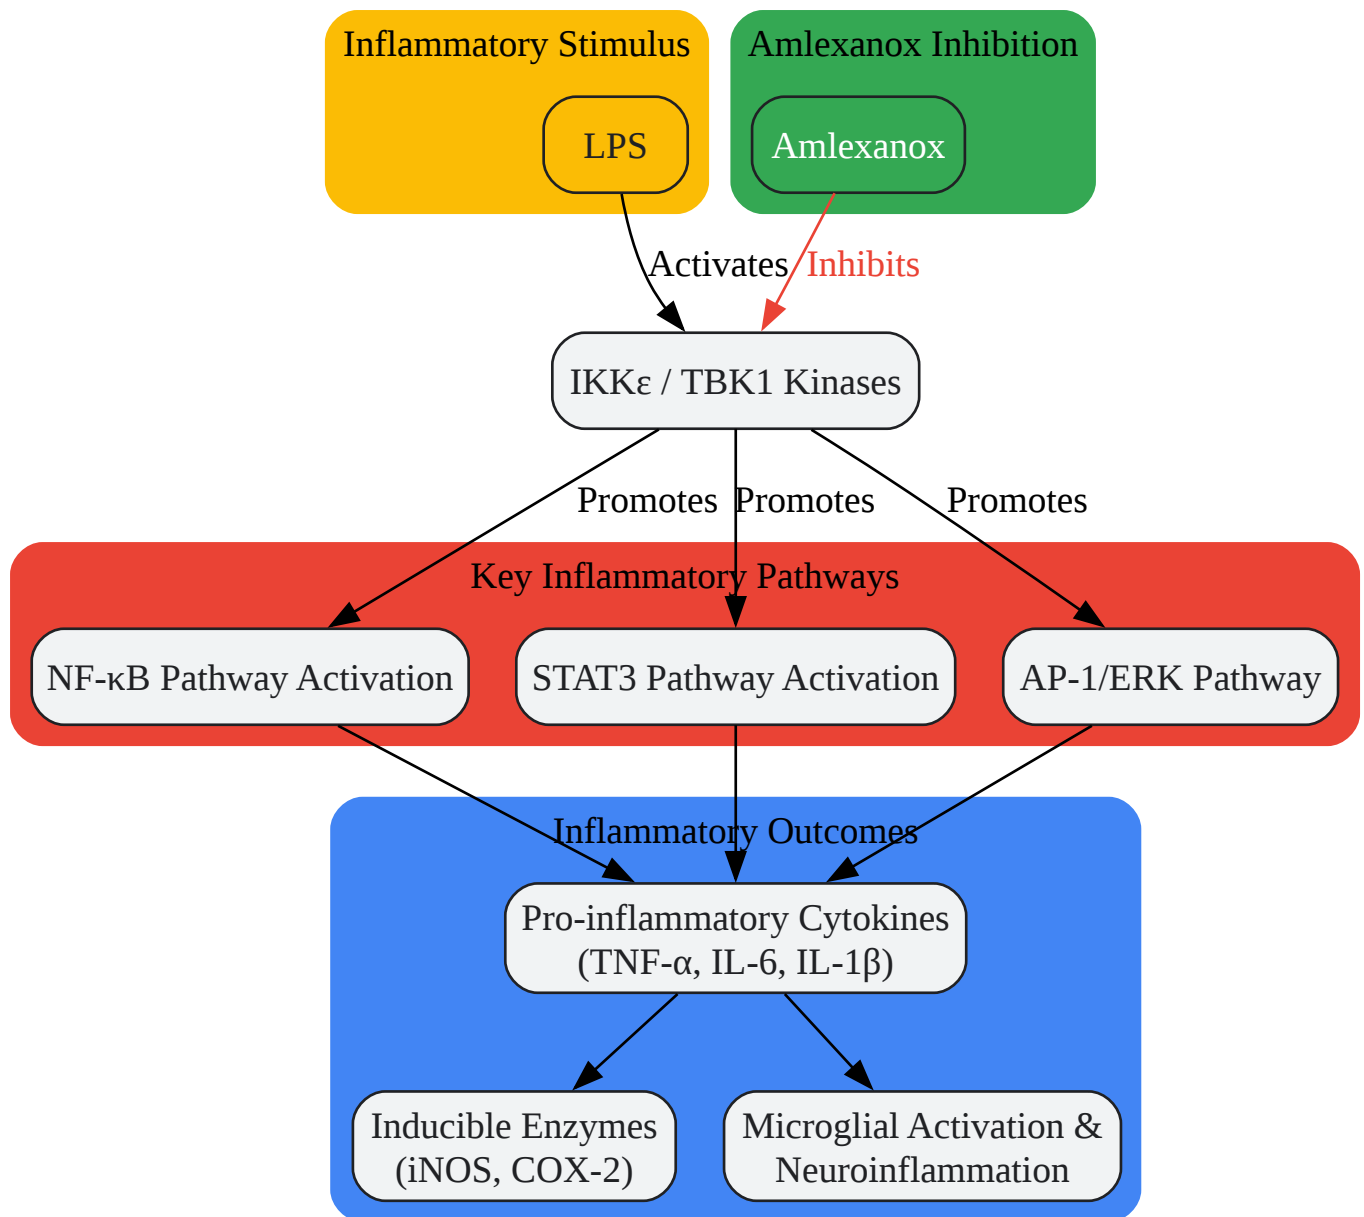 Inflammatory Stimulus
Amlexanox Inhibition
LPS
Amlexanox
Activates
Inhibits
IKKε / TBK1 Kinases
Promotes
Promotes
Promotes
Key Inflammatory Pathways
NF-κB Pathway Activation
STAT3 Pathway Activation
AP-1/ERK Pathway
Inflammatory Outcomes
Pro-inflammatory Cytokines
(TNF-α, IL-6, IL-1β)
Inducible Enzymes
(iNOS, COX-2)
Microglial Activation &
Neuroinflammation